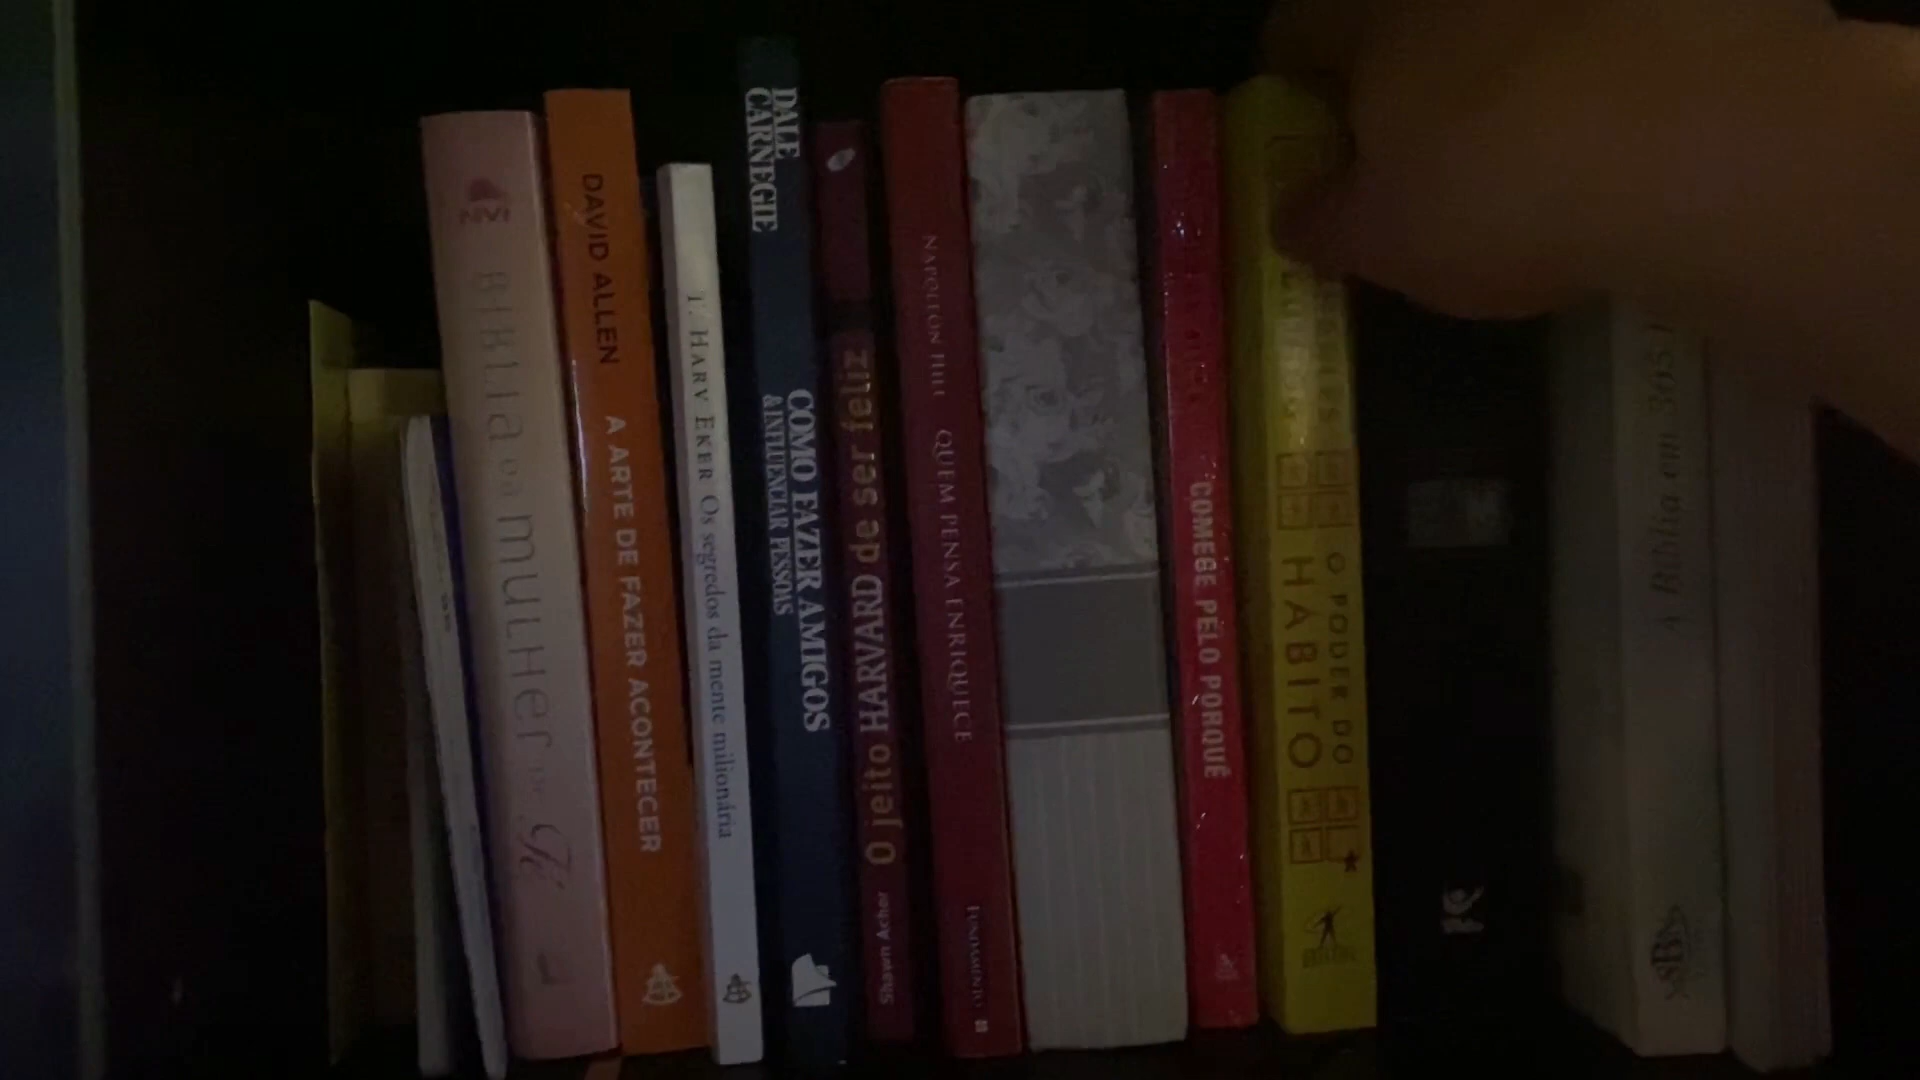 NVI
BíBLia da mULHer
DAVID ALLEN
A ARTE DE FAZER ACONTECER
T. HARV EKER Os segredos da mente milionária
DALE
CARNEGIE
COMO FAZER AMIGOS
& INFLUENCIAR PESSOAS
O jeito HARVARD de ser feliz
Shawn Achor
NAPOLEON HILL
QUEM PENSA ENRIQUECE
FUNDAMENTO
COMECE PELO PORQUÊ
O PODER DO
HÁBITO
A Bíblia em 365
SBN